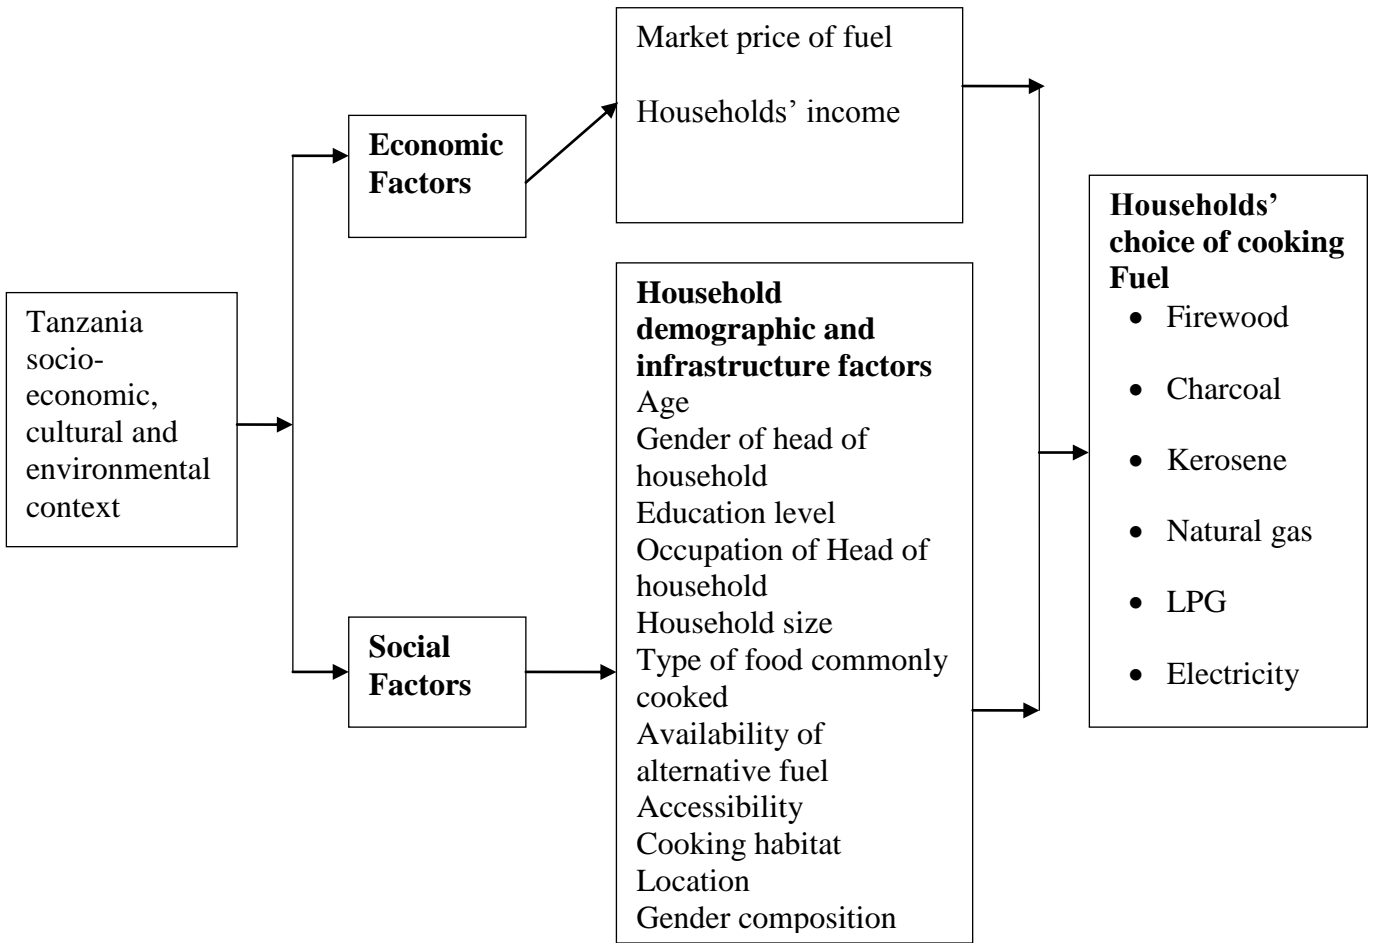 Tanzania
socio-
economic,
cultural and
environmental
context
Economic
Factors
Social
Factors
Market price of fuel
Households’ income
Household
demographic and
infrastructure factors
Age
Gender of head of
household
Education level
Occupation of Head of
household
Household size
Type of food commonly
cooked
Availability of
alternative fuel
Accessibility
Cooking habitat
Location
Gender composition
Households’
choice of cooking
Fuel
• Firewood
• Charcoal
• Kerosene
• Natural gas
• LPG
• Electricity